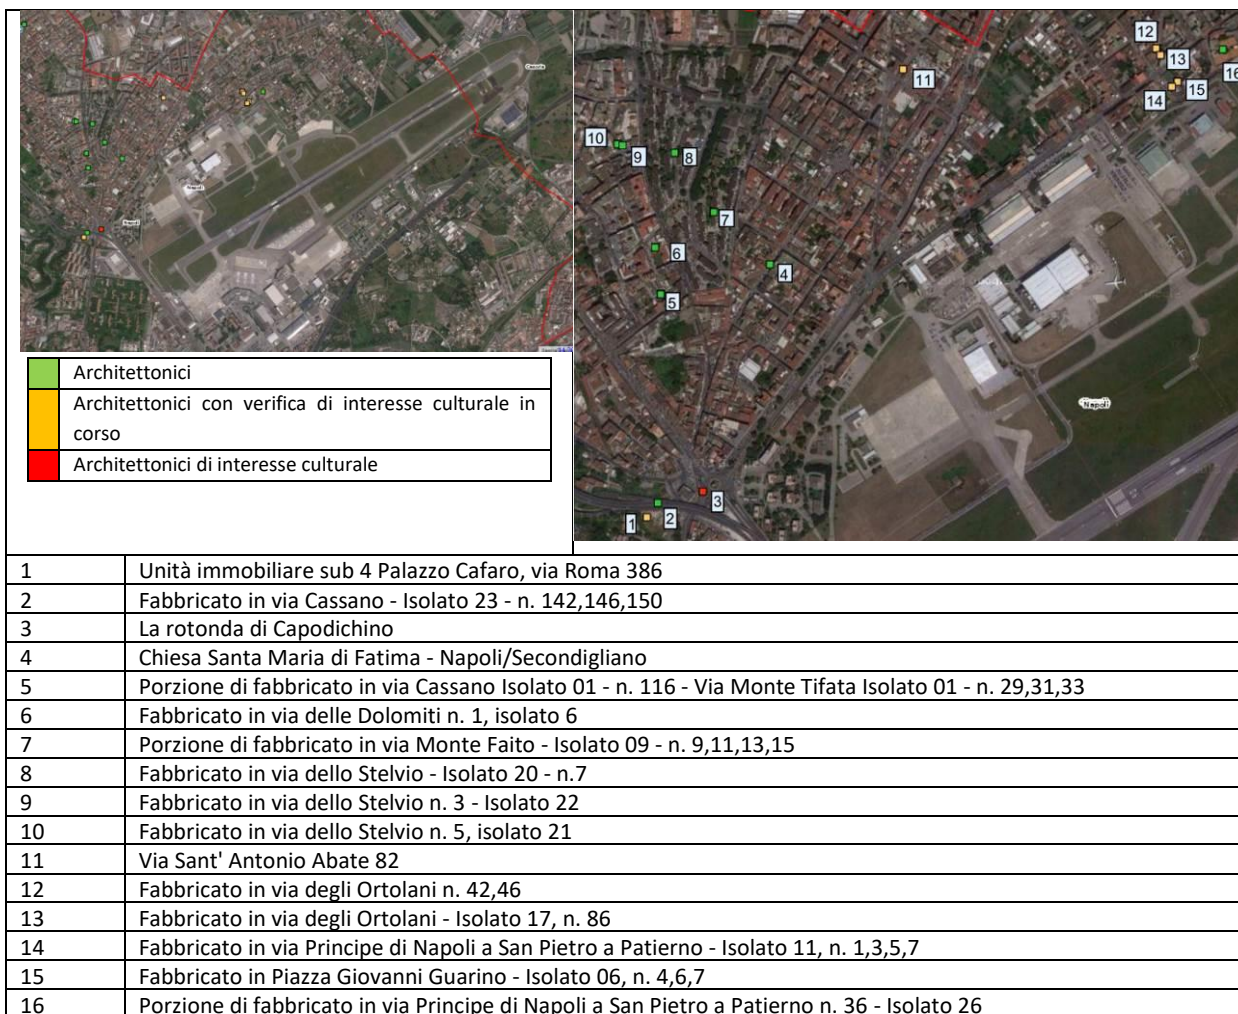 Napoli
Napoli
12
13
11
16
15
14
10
9
8
7
6
4
5
Napoli
3
2
1
Architettonici
Architettonici con verifica di interesse culturale in
corso
Architettonici di interesse culturale
1 Unità immobiliare sub 4 Palazzo Cafaro, via Roma 386
2 Fabbricato in via Cassano - Isolato 23 - n. 142,146,150
3 La rotonda di Capodichino
4 Chiesa Santa Maria di Fatima - Napoli/Secondigliano
5 Porzione di fabbricato in via Cassano Isolato 01 - n. 116 - Via Monte Tifata Isolato 01 - n. 29,31,33
6 Fabbricato in via delle Dolomiti n. 1, isolato 6
7 Porzione di fabbricato in via Monte Faito - Isolato 09 - n. 9,11,13,15
8 Fabbricato in via dello Stelvio - Isolato 20 - n.7
9 Fabbricato in via dello Stelvio n. 3 - Isolato 22
10 Fabbricato in via dello Stelvio n. 5, isolato 21
11 Via Sant' Antonio Abate 82
12 Fabbricato in via degli Ortolani n. 42,46
13 Fabbricato in via degli Ortolani - Isolato 17, n. 86
14 Fabbricato in via Principe di Napoli a San Pietro a Patierno - Isolato 11, n. 1,3,5,7
15 Fabbricato in Piazza Giovanni Guarino - Isolato 06, n. 4,6,7
16 Porzione di fabbricato in via Principe di Napoli a San Pietro a Patierno n. 36 - Isolato 26